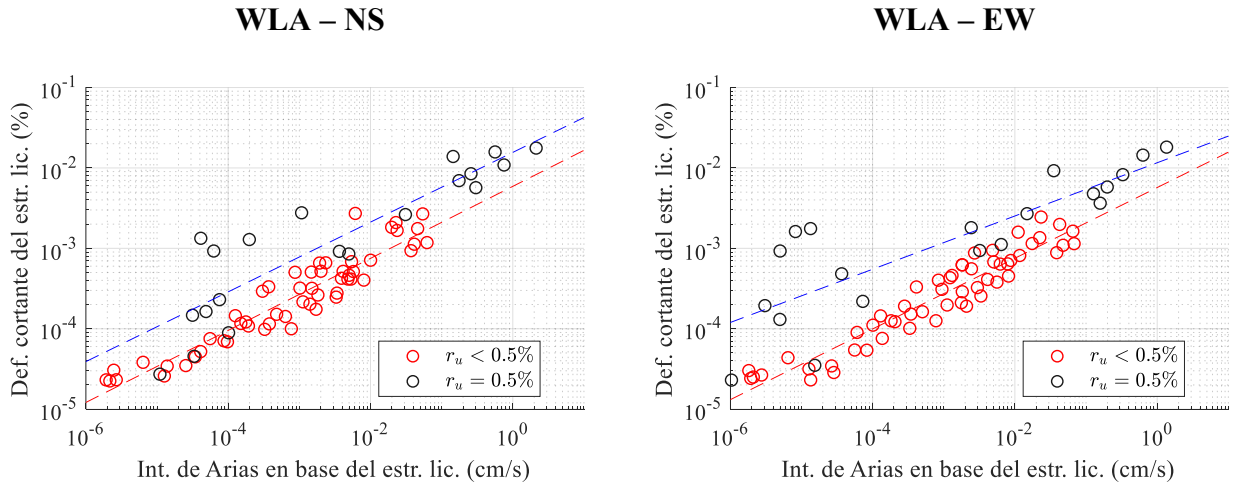 WLA – NS
WLA – EW
Def. cortante del estr. lic. (%)
10^-1
10^-2
10^-3
10^-4
10^-5
r_u < 0.5%
r_u = 0.5%
10^-6
10^-4
10^-2
10^0
Int. de Arias en base del estr. lic. (cm/s)
Def. cortante del estr. lic. (%)
10^-1
10^-2
10^-3
10^-4
10^-5
r_u < 0.5%
r_u = 0.5%
10^-6
10^-4
10^-2
10^0
Int. de Arias en base del estr. lic. (cm/s)